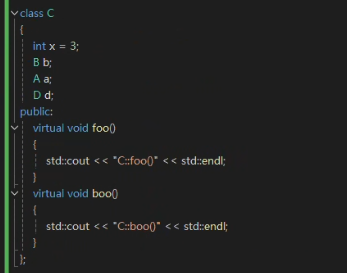 class C
{
int x = 3;
B b;
A a;
D d;
public:
virtual void foo()
{
std::cout << "C::foo()" << std::endl;
}
virtual void boo()
{
std::cout << "C::boo()" << std::endl;
}
};